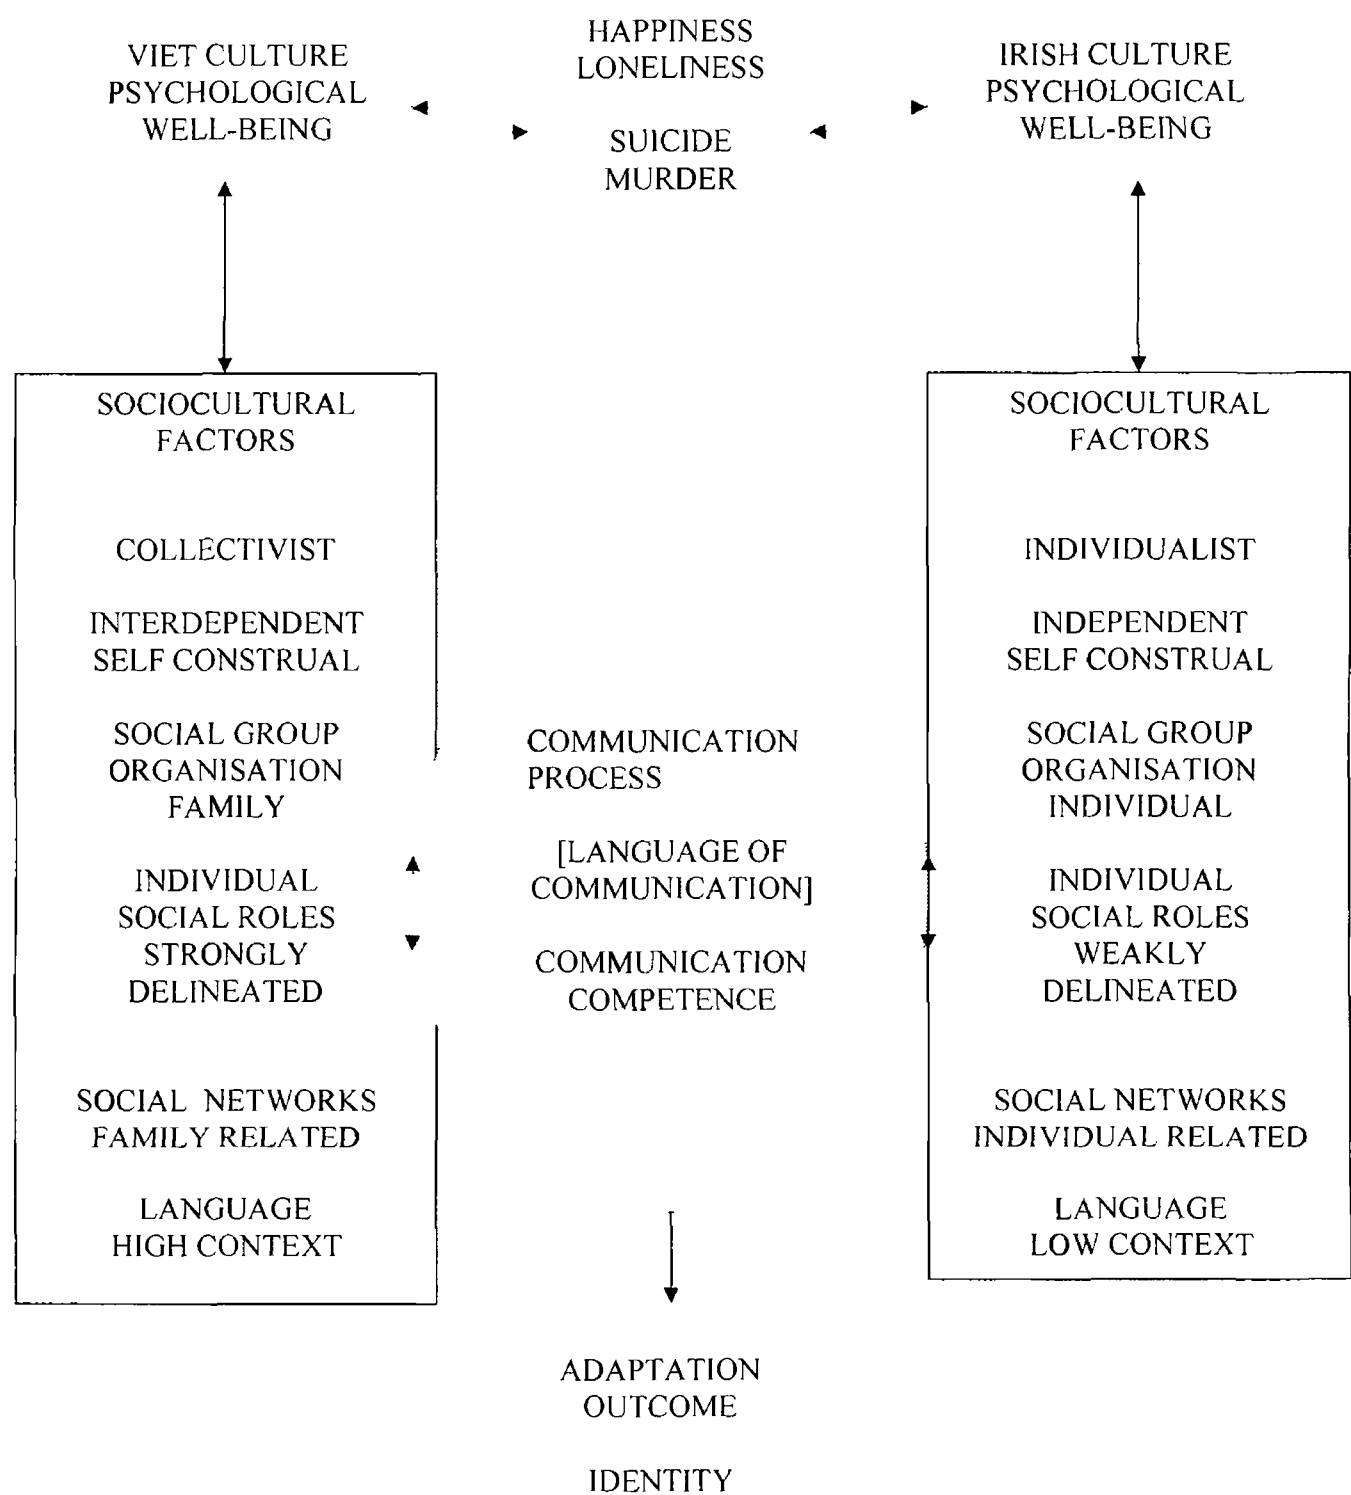 VIET CULTURE
PSYCHOLOGICAL
WELL-BEING
HAPPINESS
LONELINESS
SUICIDE
MURDER
IRISH CULTURE
PSYCHOLOGICAL
WELL-BEING
SOCIOCULTURAL
FACTORS
COLLECTIVIST
INTERDEPENDENT
SELF CONSTRUAL
SOCIAL GROUP
ORGANISATION
FAMILY
INDIVIDUAL
SOCIAL ROLES
STRONGLY
DELINEATED
SOCIAL NETWORKS
FAMILY RELATED
LANGUAGE
HIGH CONTEXT
COMMUNICATION
PROCESS
[LANGUAGE OF
COMMUNICATION]
COMMUNICATION
COMPETENCE
SOCIOCULTURAL
FACTORS
INDIVIDUALIST
INDEPENDENT
SELF CONSTRUAL
SOCIAL GROUP
ORGANISATION
INDIVIDUAL
INDIVIDUAL
SOCIAL ROLES
WEAKLY
DELINEATED
SOCIAL NETWORKS
INDIVIDUAL RELATED
LANGUAGE
LOW CONTEXT
ADAPTATION
OUTCOME
IDENTITY